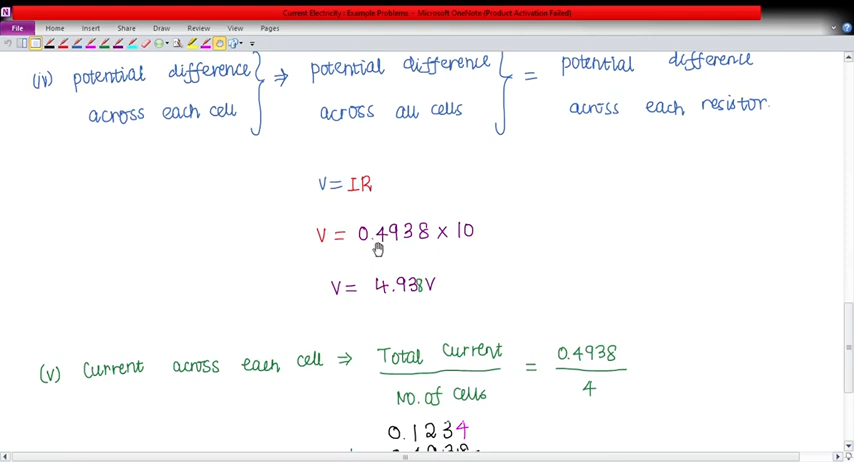 Current Electricity : Example Problems - Microsoft OneNote (Product Activation Failed)
File Home Insert Share Draw Review View Pages
(iv) potential difference } ⇒ potential difference } = potential difference
across each cell across all cells across each resistor.
V = IR
V = 0.4938 × 10
V = 4.938V
(v) Current across each cell ⇒ Total current / No. of cells = 0.4938 / 4
0.1234